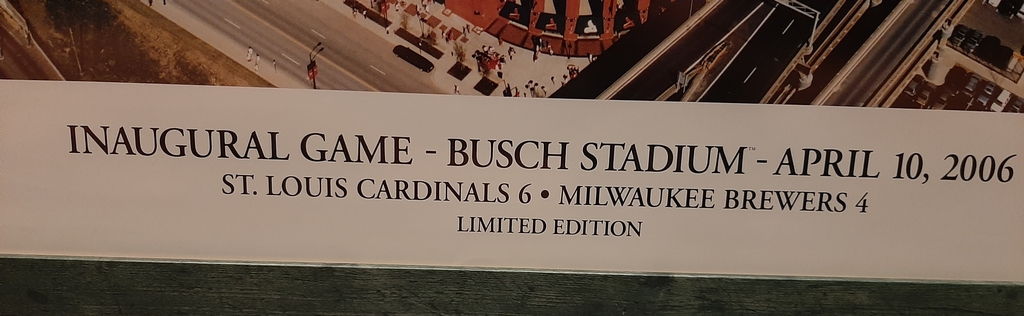 INAUGURAL GAME - BUSCH STADIUM™ - APRIL 10, 2006
ST. LOUIS CARDINALS 6 • MILWAUKEE BREWERS 4
LIMITED EDITION